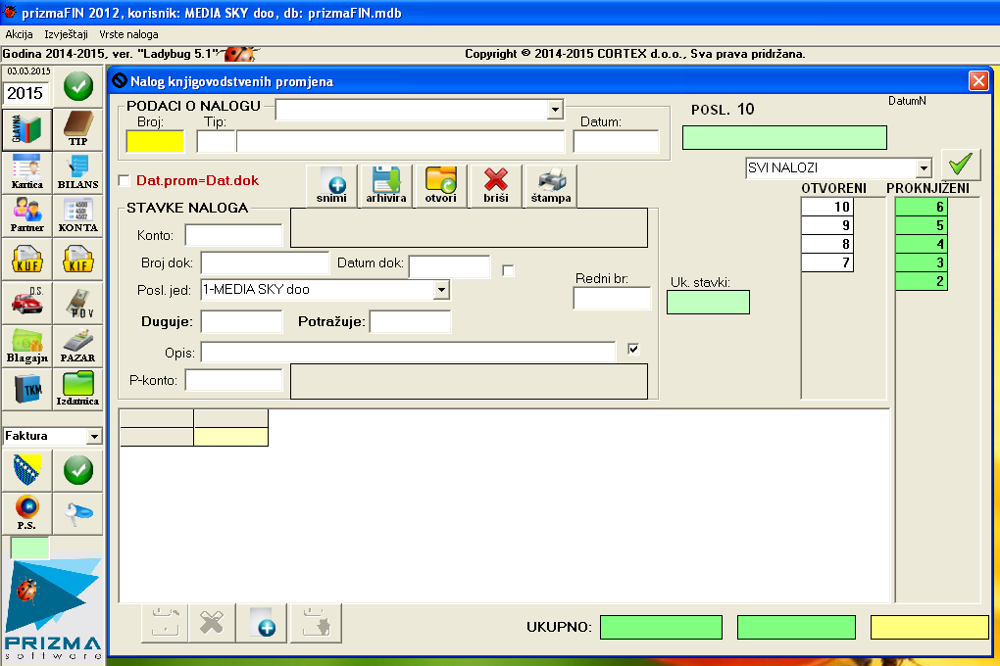 prizmaFIN 2012, korisnik: MEDIA SKY doo, db: prizmaFIN.mdb
Akcija Izvještaji Vrste naloga
Godina 2014-2015, ver. "Ladybug 5.1" Copyright © 2014-2015 CORTEX d.o.o., Sva prava pridržana.
03.03.2015
2015
GLAVNA
TIP
Kartica
BILANS
Partner
4500
4501
4502
KONTA
KUF
KIF
O.S.
POV
Blagajn
PAZAR
TKM
Izdatnica
Faktura
P.S.
PRIZMA
software
Nalog knjigovodstvenih promjena
PODACI O NALOGU
Broj: Tip: Datum:
POSL. 10
DatumN
SVI NALOZI
Dat.prom=Dat.dok
snimi arhivira otvori briši štampa
OTVORENI PROKNJIŽENI
10 6
9 5
8 4
7 3
2
STAVKE NALOGA
Konto:
Broj dok: Datum dok:
Posl. jed: 1-MEDIA SKY doo
Redni br:
Uk. stavki:
Duguje: Potražuje:
Opis:
P-konto:
UKUPNO: